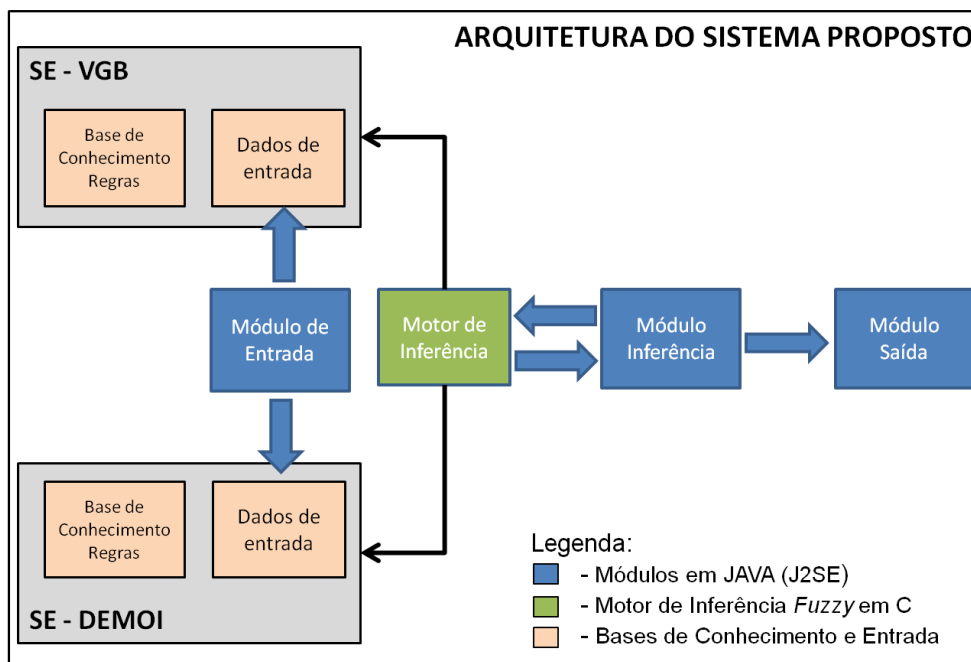 ARQUITETURA DO SISTEMA PROPOSTO
SE - VGB
Base de
Conhecimento
Regras
Dados de
entrada
Módulo de
Entrada
Motor de
Inferência
Módulo
Inferência
Módulo
Saída
Base de
Conhecimento
Regras
Dados de
entrada
SE - DEMOI
Legenda:
- Módulos em JAVA (J2SE)
- Motor de Inferência Fuzzy em C
- Bases de Conhecimento e Entrada